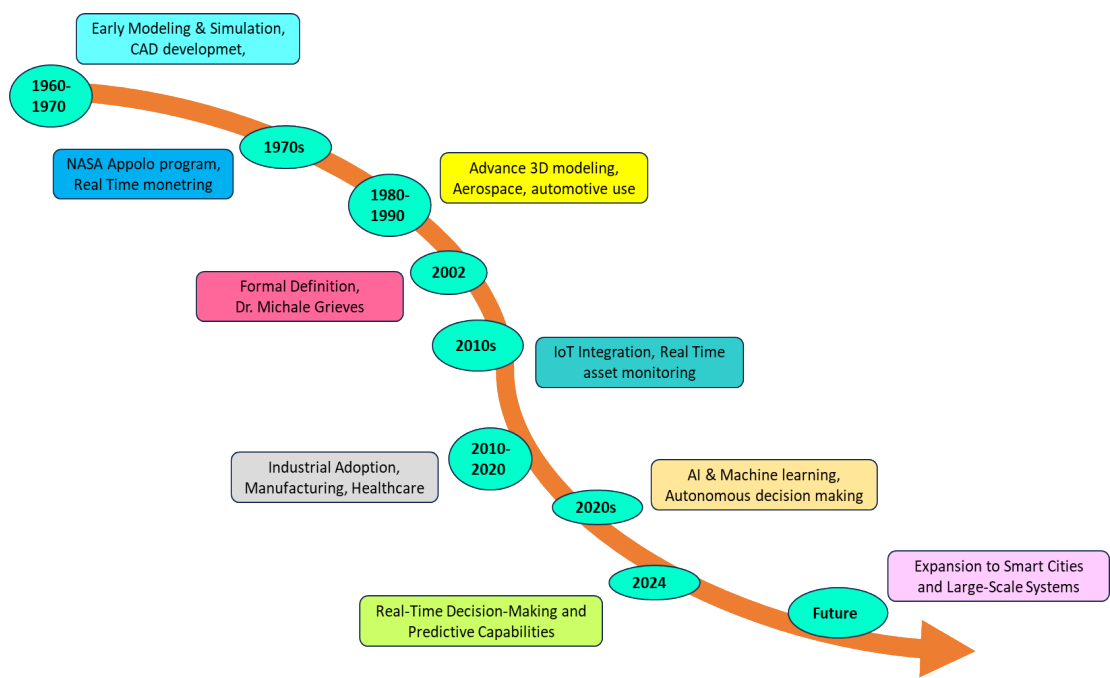 Early Modeling & Simulation,
CAD developmet,
1960-
1970
1970s
NASA Appolo program,
Real Time monetring
Advance 3D modeling,
Aerospace, automotive use
1980-
1990
2002
Formal Definition,
Dr. Michale Grieves
2010s
IoT Integration, Real Time
asset monitoring
2010-
2020
Industrial Adoption,
Manufacturing, Healthcare
AI & Machine learning,
Autonomous decision making
2020s
2024
Real-Time Decision-Making and
Predictive Capabilities
Expansion to Smart Cities
and Large-Scale Systems
Future